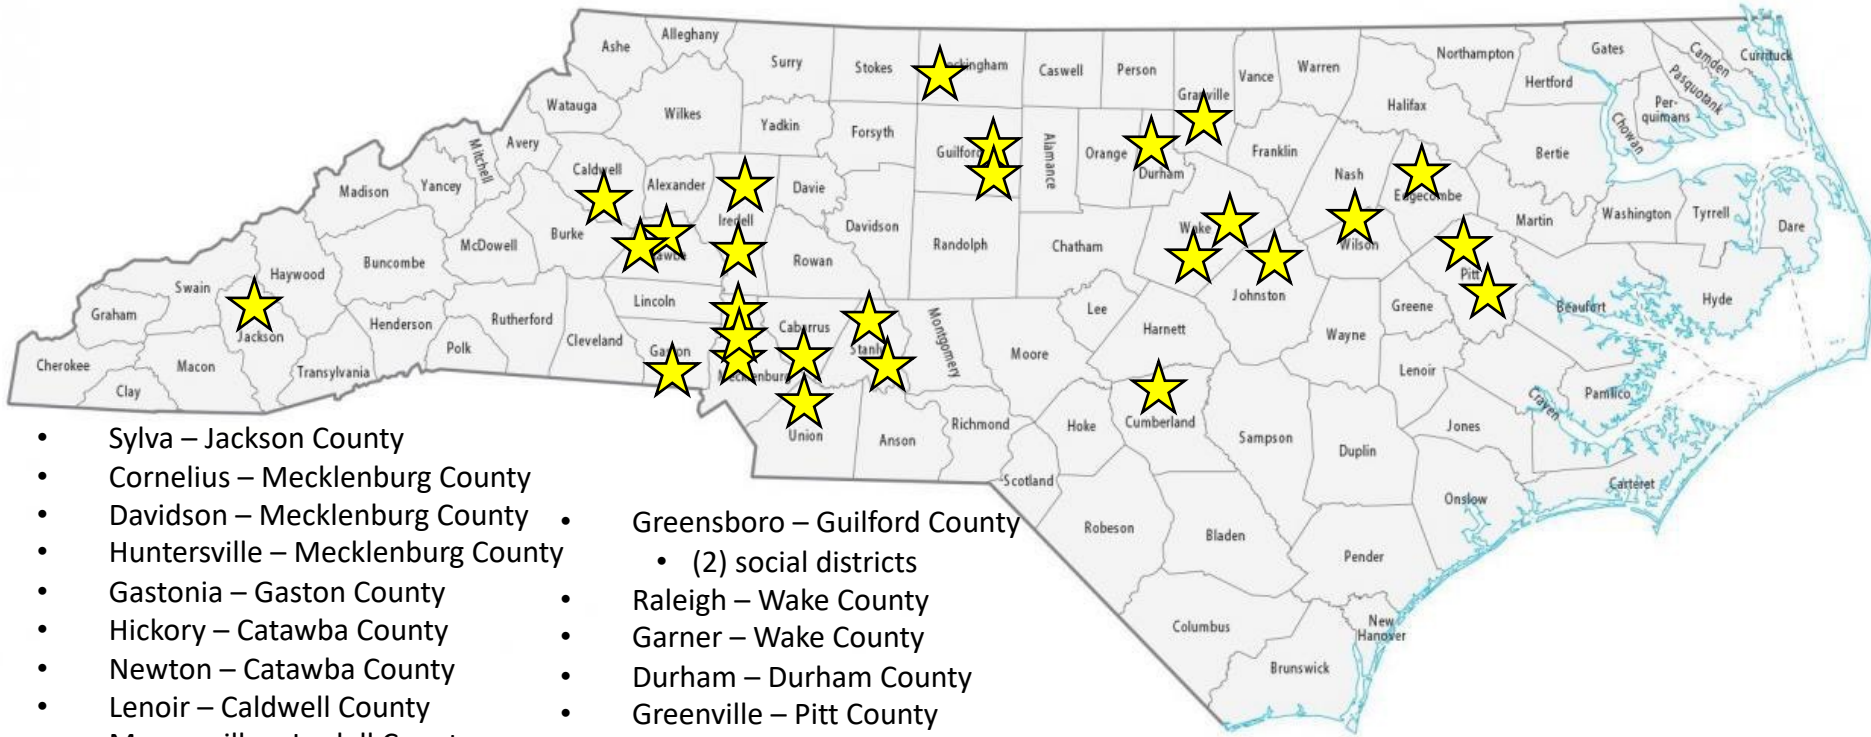 Ashe
Alleghany
Surry
Stokes
Caswell
Person
Vance
Warren
Northampton
Gates
Camden
Currituck
Pasquotank
Hertford
Watauga
Wilkes
Yadkin
Forsyth
Granville
Halifax
Per-
quimans
Chowan
Mitchell
Avery
Caldwell
Alexander
Davie
Guilford
Alamance
Orange
Durham
Franklin
Nash
Edgecombe
Bertie
Madison
Yancey
Burke
Iredell
Davidson
Randolph
Chatham
Wake
Wilson
Martin
Washington
Tyrrell
Dare
McDowell
Buncombe
Haywood
Swain
Rowan
Johnston
Pitt
Greene
Beaufort
Hyde
Graham
Jackson
Henderson
Rutherford
Cleveland
Lincoln
Cabarrus
Montgomery
Moore
Lee
Harnett
Wayne
Lenoir
Cherokee
Clay
Macon
Transylvania
Polk
Mecklenburg
Union
Anson
Richmond
Hoke
Cumberland
Sampson
Duplin
Jones
Craven
Pamlico
Scotland
Robeson
Bladen
Onslow
Carteret
Pender
Columbus
New
Hanover
Brunswick
• Sylva – Jackson County
• Cornelius – Mecklenburg County
• Davidson – Mecklenburg County
• Huntersville – Mecklenburg County
• Gastonia – Gaston County
• Hickory – Catawba County
• Newton – Catawba County
• Lenoir – Caldwell County
• Greensboro – Guilford County
• (2) social districts
• Raleigh – Wake County
• Garner – Wake County
• Durham – Durham County
• Greenville – Pitt County